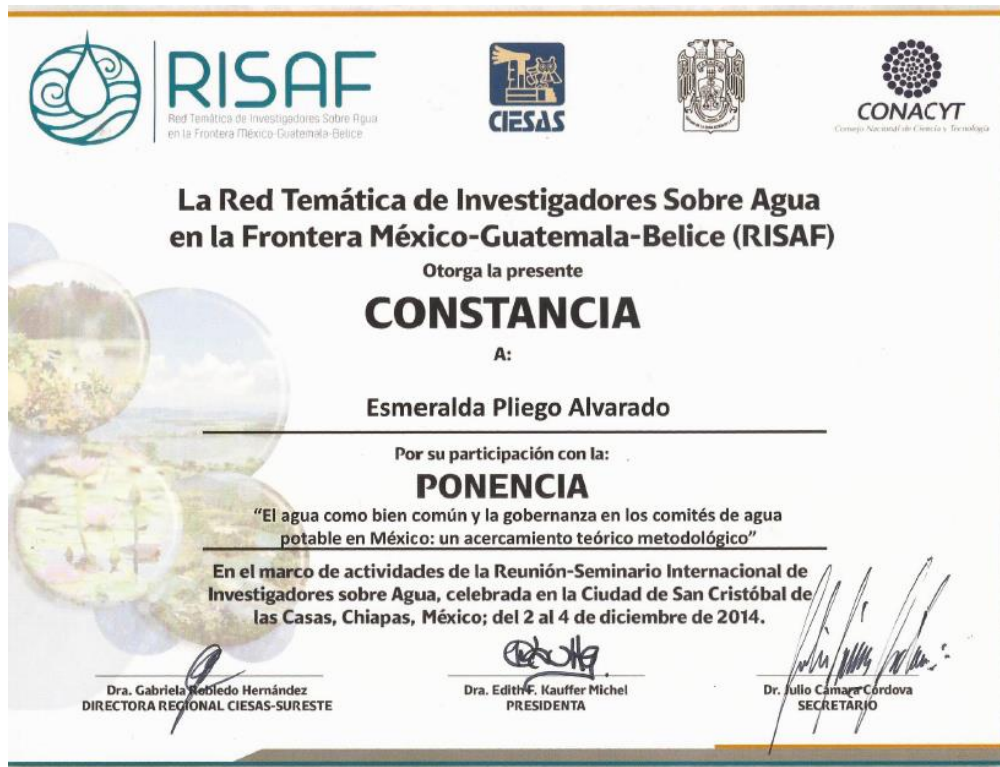 RISAF
Red Temática de Investigadores Sobre Agua
en la Frontera México-Guatemala-Belice
CIESAS
CONACYT
Consejo Nacional de Ciencia y Tecnología
La Red Temática de Investigadores Sobre Agua
en la Frontera México-Guatemala-Belice (RISAF)
Otorga la presente
CONSTANCIA
A:
Esmeralda Pliego Alvarado
Por su participación con la:
PONENCIA
“El agua como bien común y la gobernanza en los comités de agua
potable en México: un acercamiento teórico metodológico”
En el marco de actividades de la Reunión-Seminario Internacional de
Investigadores sobre Agua, celebrada en la Ciudad de San Cristóbal de
las Casas, Chiapas, México; del 2 al 4 de diciembre de 2014.
Dra. Gabriela Robledo Hernández
DIRECTORA REGIONAL CIESAS-SURESTE
Dra. Edith F. Kauffer Michel
PRESIDENTA
Dr. Julio Cámara Córdova
SECRETARIO